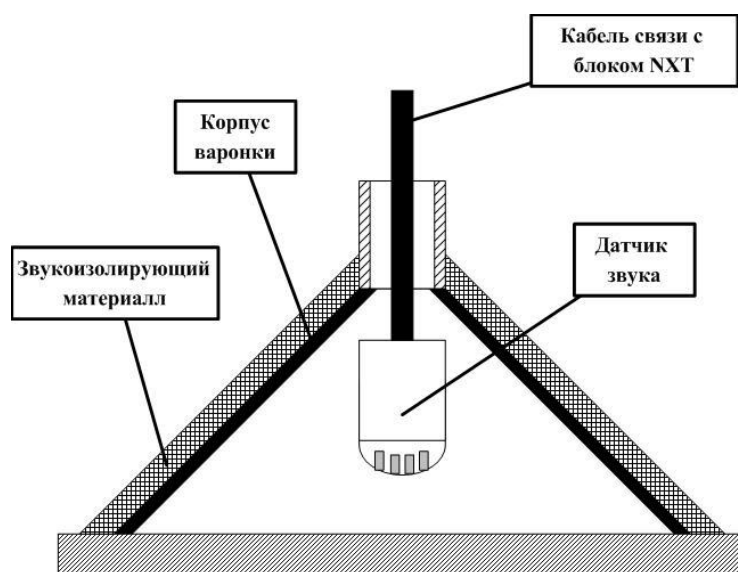 Кабель связи с
блоком NXT
Корпус
варонки
Датчик
звука
Звукоизолирующий
материалл